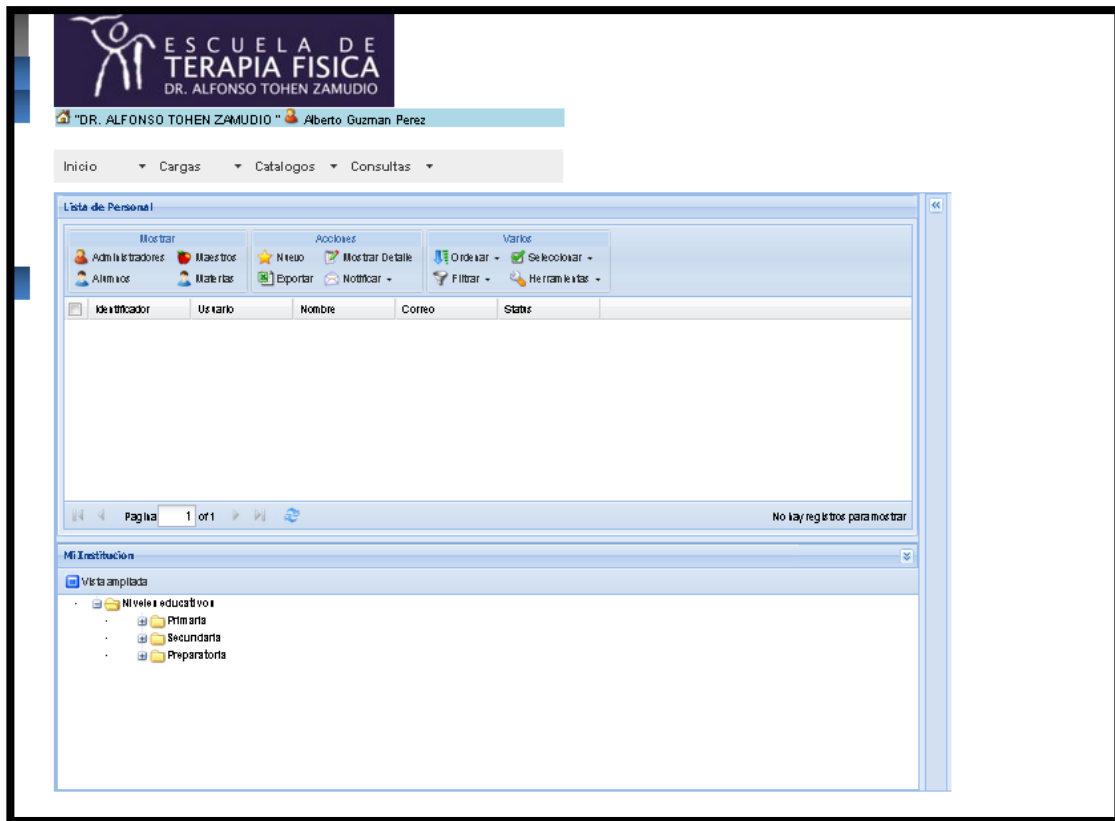 ESCUELA DE
TERAPIA FISICA
DR. ALFONSO TOHEN ZAMUDIO
"DR. ALFONSO TOHEN ZAMUDIO " Alberto Guzman Perez
Inicio Cargas Catalogos Consultas
Lista de Personal
Mostrar Acciones Varios
Administradores Maestros Nuevo Mostrar Detalle Ordenar Seleccionar
Alumnos Materias Exportar Notificar Filtrar Herramientas
Identificador Usuario Nombre Correo Status
Pagina 1 of 1 No hay registros para mostrar
Mi Institucion
Vista ampliada
Niveles educativos
Primaria
Secundaria
Preparatoria